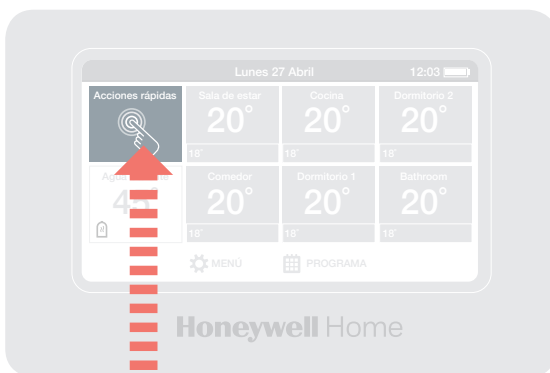 Lunes 27 Abril 12:03
Acciones rápidas Sala de estar Cocina Dormitorio 2
20° 20° 20°
18° 18° 18°
Comedor Dormitorio 1 Bathroom
45° 20° 20° 20°
18° 18° 18°
MENÚ PROGRAMA
Honeywell Home